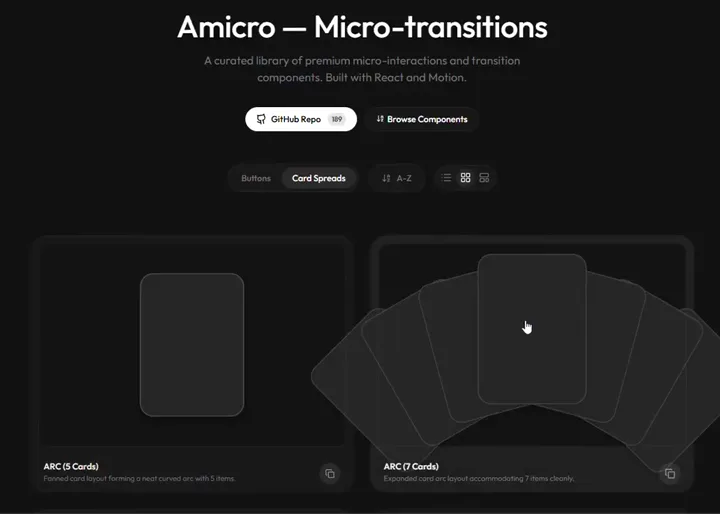 Amicro — Micro-transitions
A curated library of premium micro-interactions and transition
components. Built with React and Motion.
GitHub Repo 189
Browse Components
Buttons
Card Spreads
A-Z
ARC (5 Cards)
Fanned card layout forming a neat curved arc with 5 items.
ARC (7 Cards)
Expanded card arc layout accommodating 7 items cleanly.